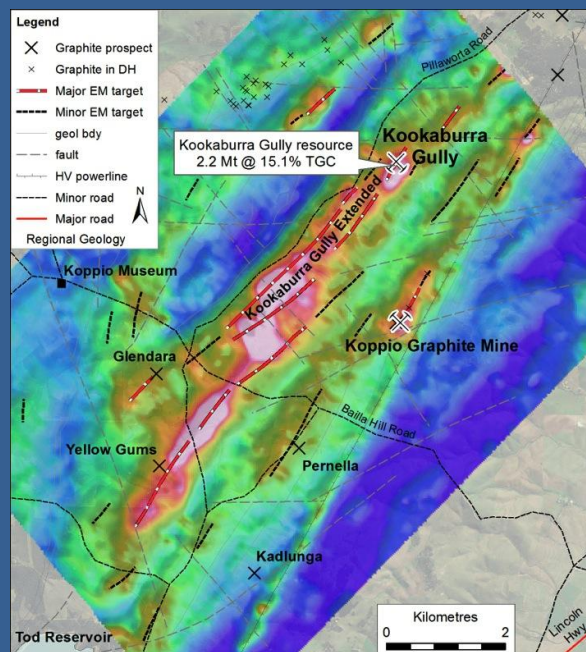 Legend
Graphite prospect
Graphite in DH
Major EM target
Minor EM target
geol bdy
fault
HV powerline
Minor road
Major road
Regional Geology
N
Pillaworta Road
Kookaburra Gully resource
2.2 Mt @ 15.1% TGC
Kookaburra
Gully
Kookaburra Gully Extended
Koppio Museum
Koppio Graphite Mine
Glendara
Bailla Hill Road
Yellow Gums
Pernella
Kadlunga
Tod Reservoir
Kilometres
0 2
Lincoln
Hwy